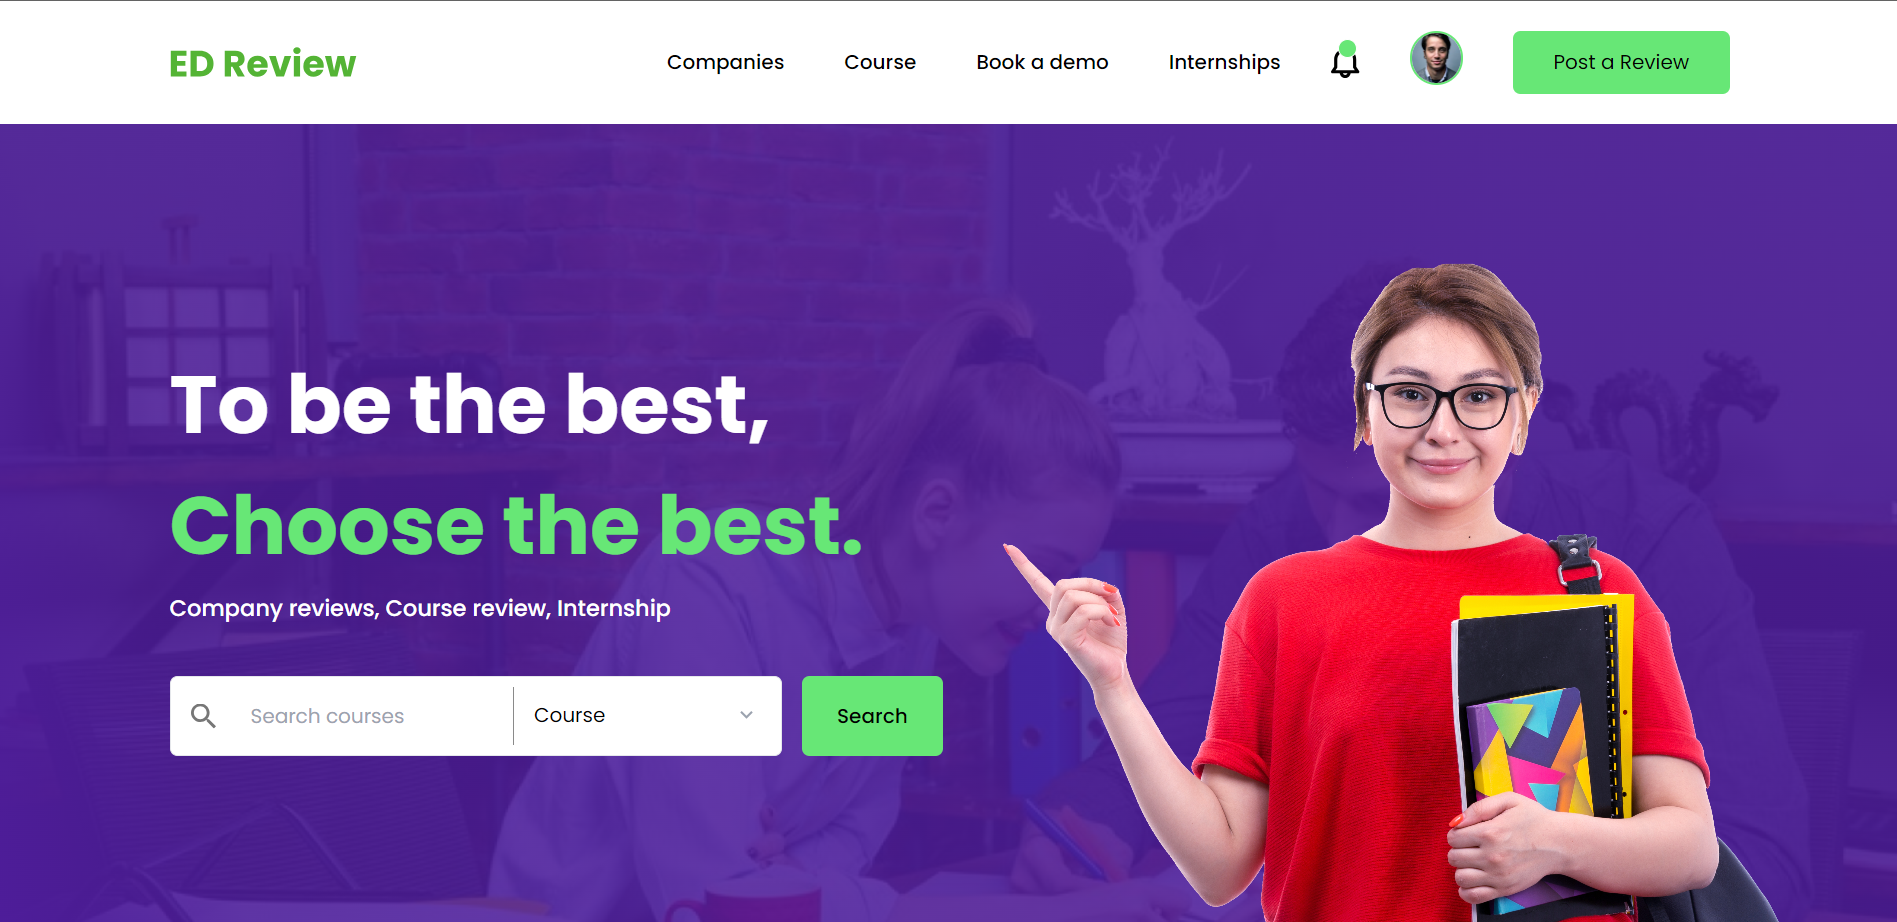 ED Review
Companies
Course
Book a demo
Internships
Post a Review
To be the best,
Choose the best.
Company reviews, Course review, Internship
Search courses
Course
Search